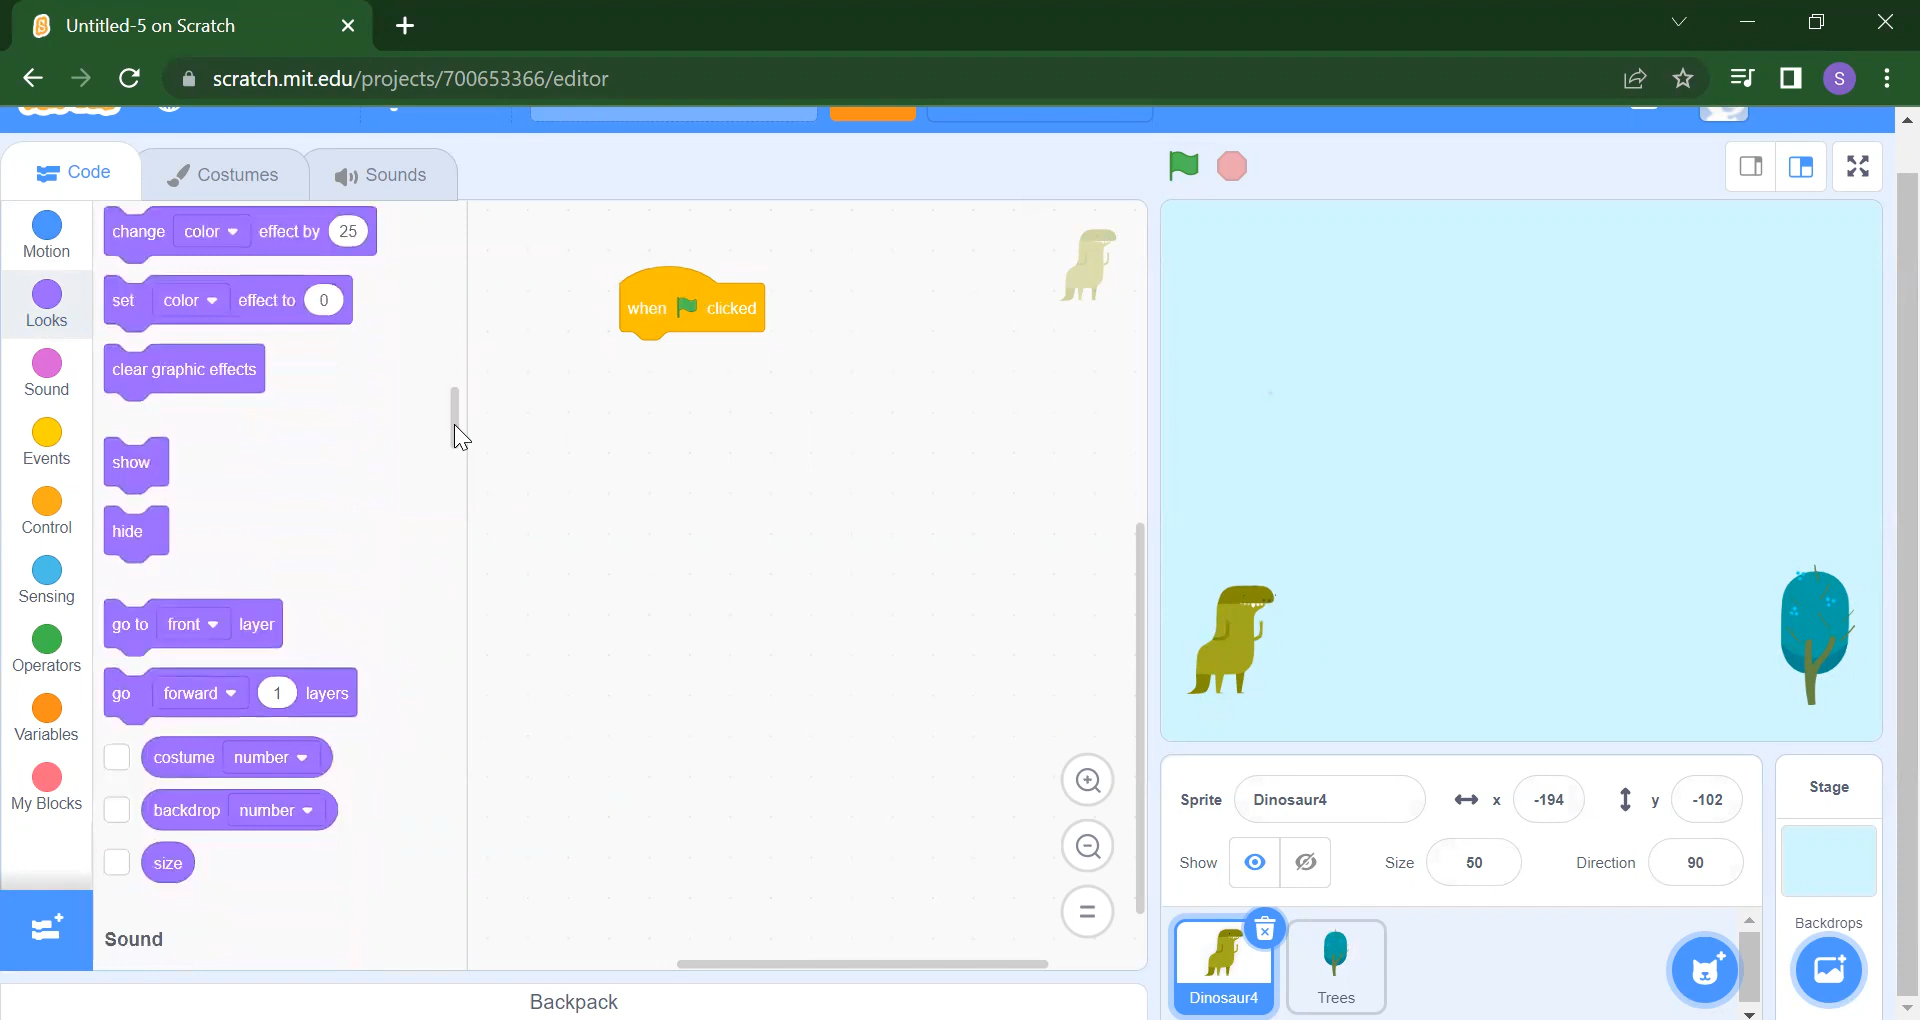 Untitled-5 on Scratch
scratch.mit.edu/projects/700653366/editor
S
Code
Costumes
Sounds
Motion
Looks
Sound
Events
Control
Sensing
Operators
Variables
My Blocks
change color effect by 25
set color effect to 0
clear graphic effects
show
hide
go to front layer
go forward 1 layers
costume number
backdrop number
size
Sound
when clicked
Backpack
Sprite Dinosaur4 x -194 y -102
Show Size 50 Direction 90
Dinosaur4
Trees
Stage
Backdrops